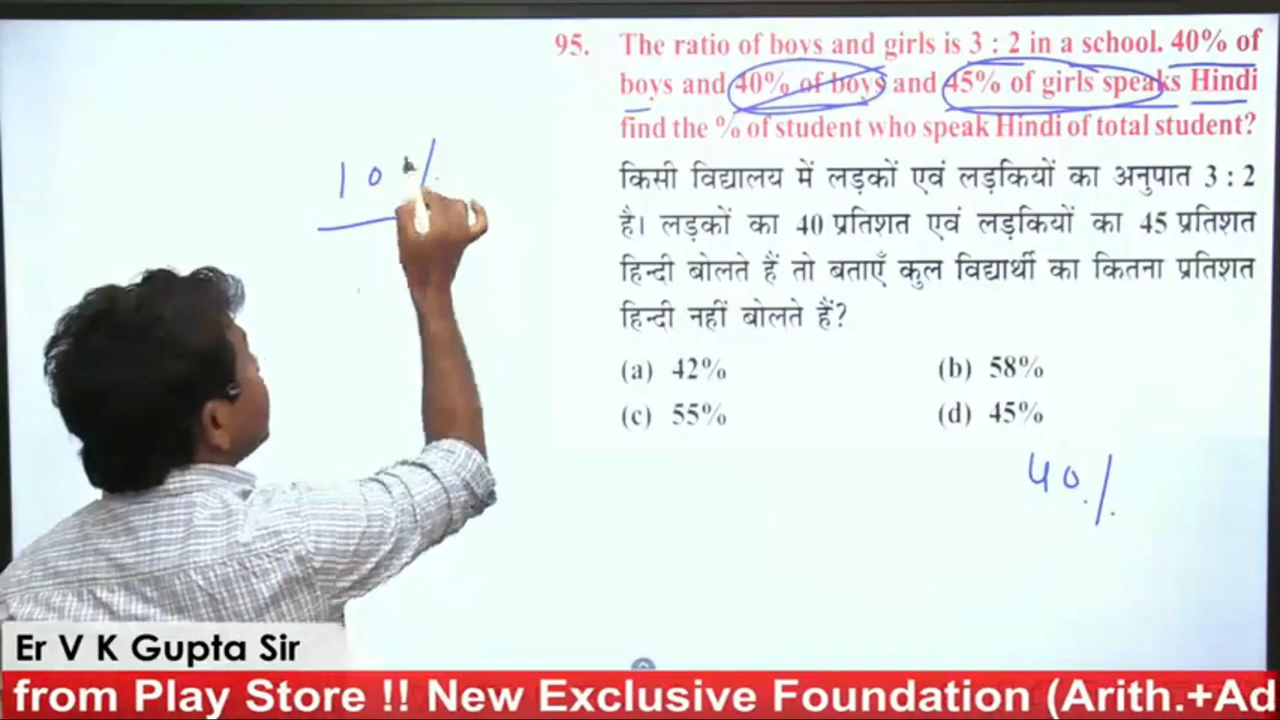 95. The ratio of boys and girls is 3 : 2 in a school. 40% of
boys and 40% of boys and 45% of girls speaks Hindi
find the % of student who speak Hindi of total student?
किसी विद्यालय में लड़कों एवं लड़कियों का अनुपात 3 : 2
है। लड़कों का 40 प्रतिशत एवं लड़कियों का 45 प्रतिशत
हिन्दी बोलते हैं तो बताएँ कुल विद्यार्थी का कितना प्रतिशत
हिन्दी नहीं बोलते हैं?
(a) 42% (b) 58%
(c) 55% (d) 45%
40%
Er V K Gupta Sir
from Play Store !! New Exclusive Foundation (Arith.+Ad